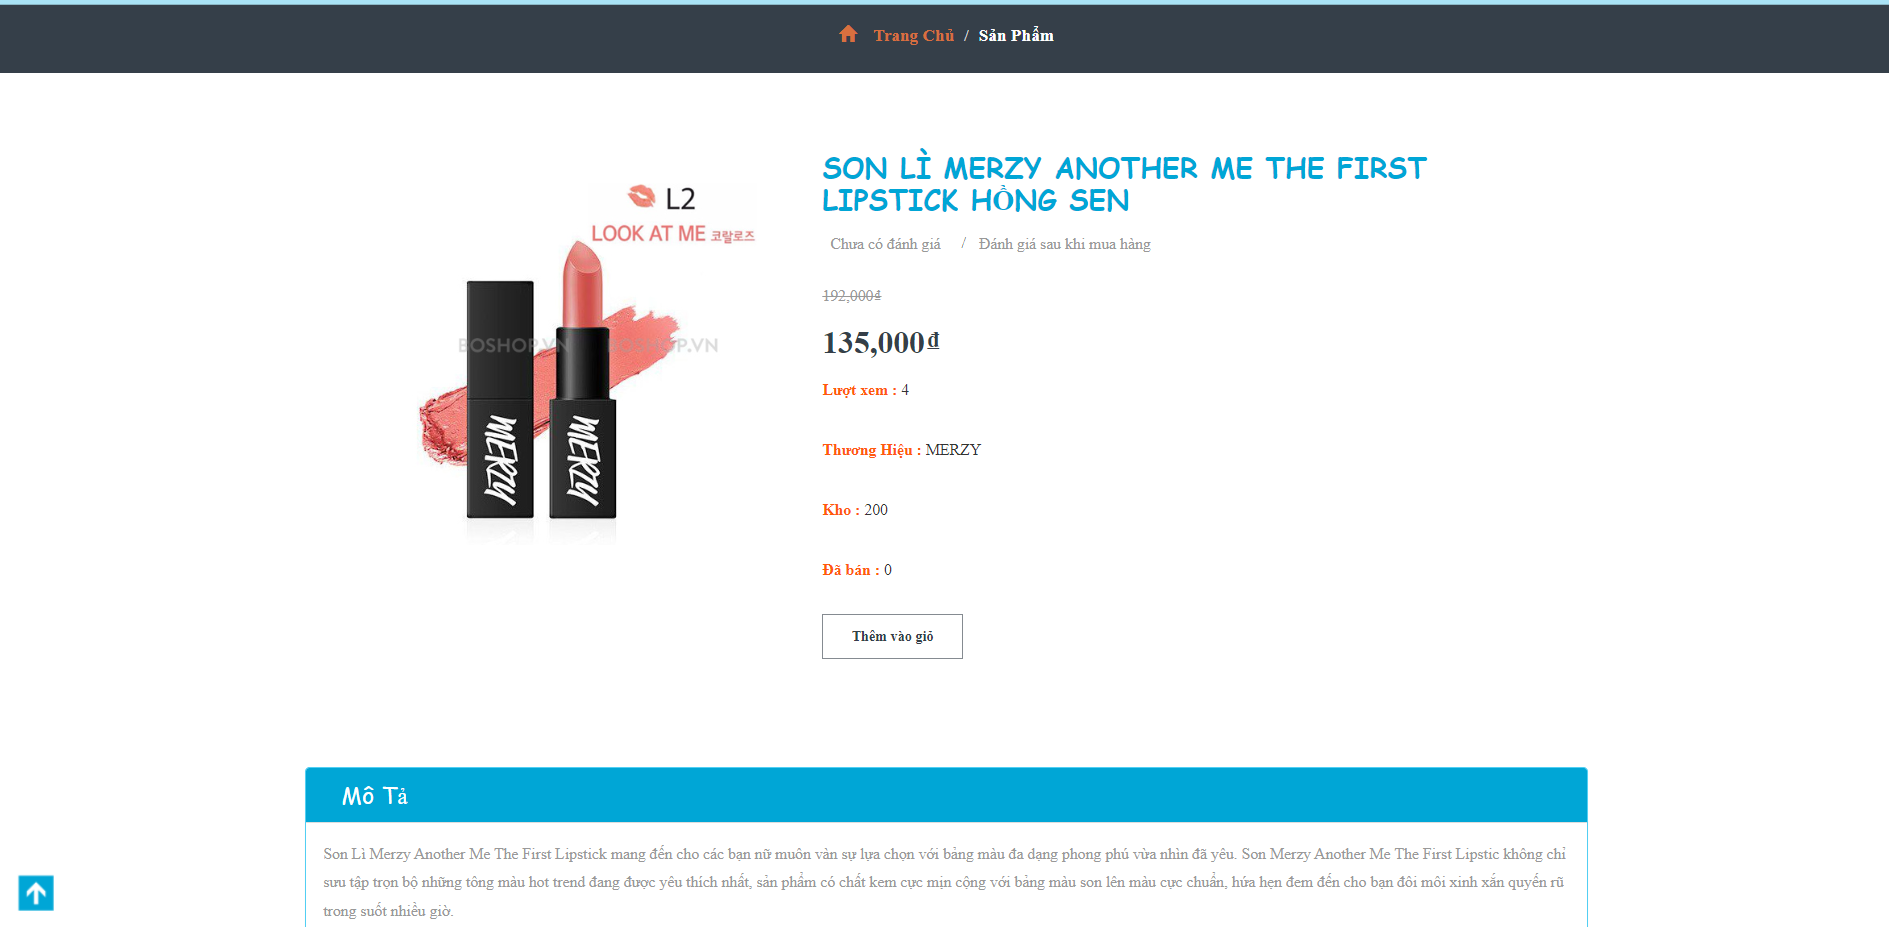 Trang Chủ / Sản Phẩm
L2
LOOK AT ME 코랄로즈
BOSHOP.VN BOSHOP.VN
MERZY MERZY
SON LÌ MERZY ANOTHER ME THE FIRST
LIPSTICK HỒNG SEN
Chưa có đánh giá / Đánh giá sau khi mua hàng
192,000₫
135,000₫
Lượt xem : 4
Thương Hiệu : MERZY
Kho : 200
Đã bán : 0
Thêm vào giỏ
Mô Tả
Son Lì Merzy Another Me The First Lipstick mang đến cho các bạn nữ muôn vàn sự lựa chọn với bảng màu đa dạng phong phú vừa nhìn đã yêu. Son Merzy Another Me The First Lipstic không chỉ
sưu tập trọn bộ những tông màu hot trend đang được yêu thích nhất, sản phẩm có chất kem cực mịn cộng với bảng màu son lên màu cực chuẩn, hứa hẹn đem đến cho bạn đôi môi xinh xắn quyến rũ
trong suốt nhiều giờ.